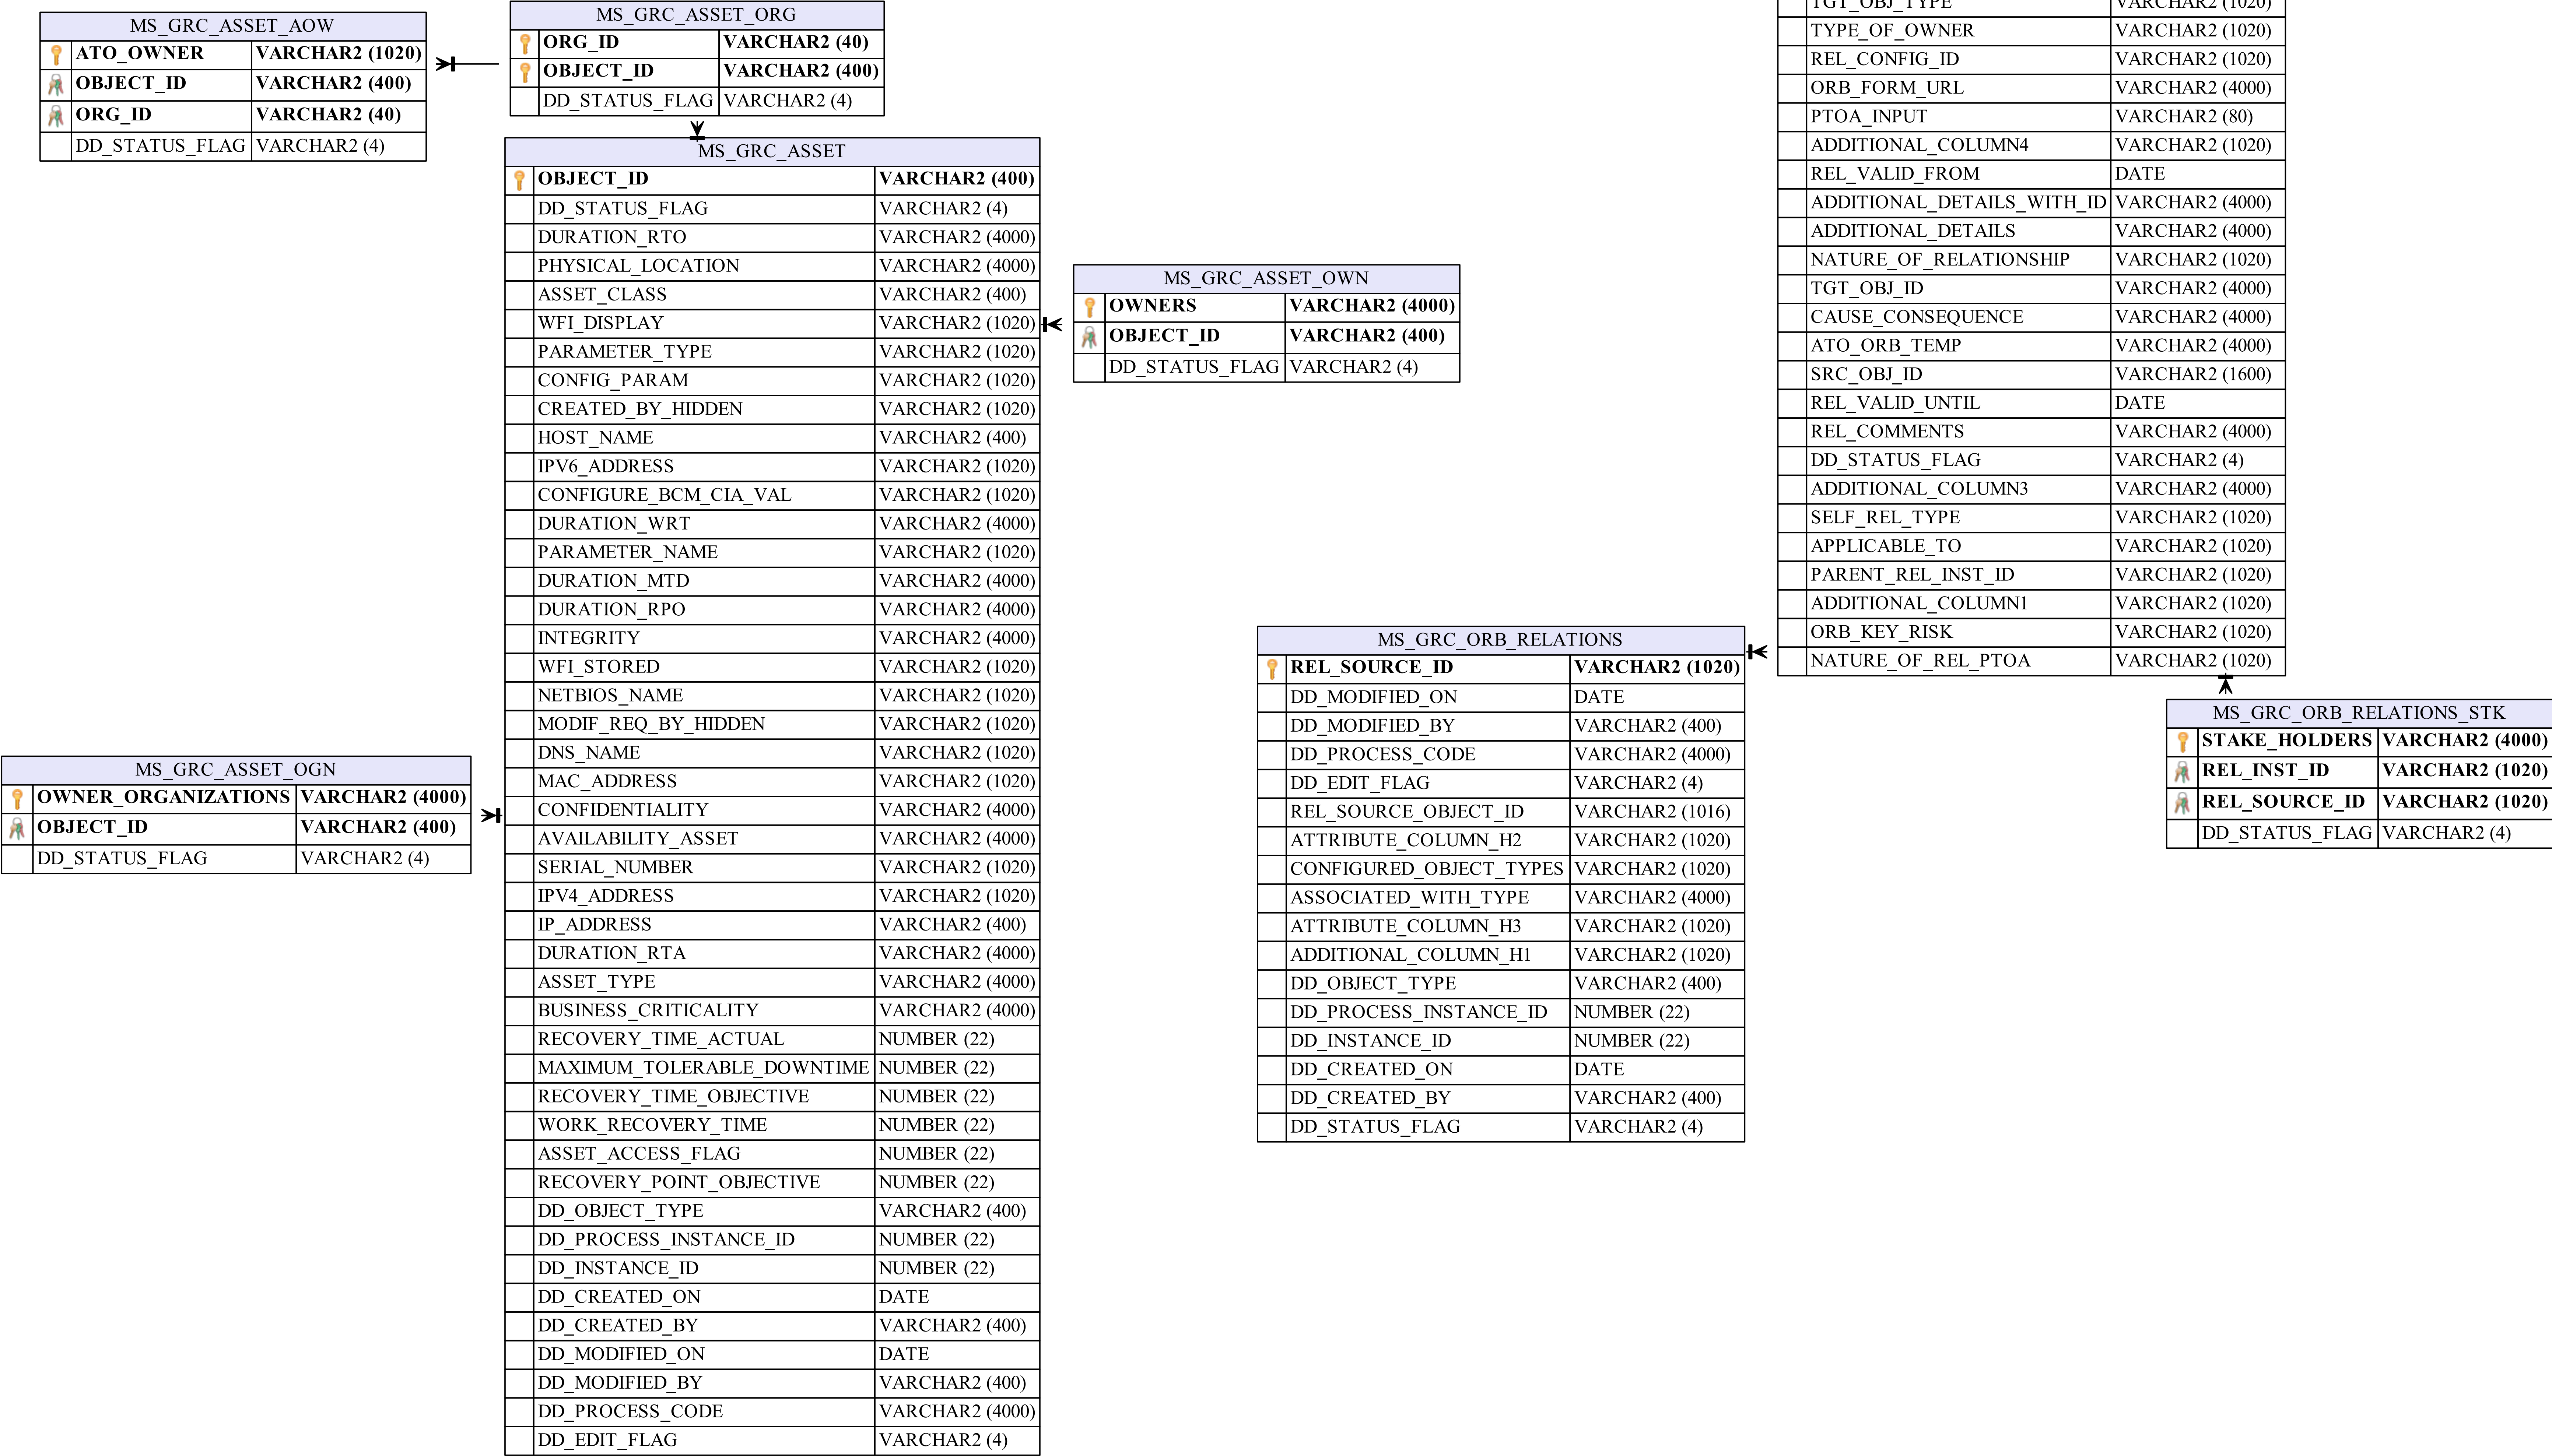 MS_GRC_ASSET_AOW
ATO_OWNER VARCHAR2 (1020)
OBJECT_ID VARCHAR2 (400)
ORG_ID VARCHAR2 (40)
DD_STATUS_FLAG VARCHAR2 (4)
MS_GRC_ASSET_ORG
ORG_ID VARCHAR2 (40)
OBJECT_ID VARCHAR2 (400)
DD_STATUS_FLAG VARCHAR2 (4)
MS_GRC_ASSET
OBJECT_ID VARCHAR2 (400)
DD_STATUS_FLAG VARCHAR2 (4)
DURATION_RTO VARCHAR2 (4000)
PHYSICAL_LOCATION VARCHAR2 (4000)
ASSET_CLASS VARCHAR2 (400)
WFI_DISPLAY VARCHAR2 (1020)
PARAMETER_TYPE VARCHAR2 (1020)
CONFIG_PARAM VARCHAR2 (1020)
CREATED_BY_HIDDEN VARCHAR2 (1020)
HOST_NAME VARCHAR2 (400)
IPV6_ADDRESS VARCHAR2 (1020)
CONFIGURE_BCM_CIA_VAL VARCHAR2 (1020)
DURATION_WRT VARCHAR2 (4000)
PARAMETER_NAME VARCHAR2 (1020)
DURATION_MTD VARCHAR2 (4000)
DURATION_RPO VARCHAR2 (4000)
INTEGRITY VARCHAR2 (4000)
WFI_STORED VARCHAR2 (1020)
NETBIOS_NAME VARCHAR2 (1020)
MODIF_REQ_BY_HIDDEN VARCHAR2 (1020)
DNS_NAME VARCHAR2 (1020)
MAC_ADDRESS VARCHAR2 (1020)
CONFIDENTIALITY VARCHAR2 (4000)
AVAILABILITY_ASSET VARCHAR2 (4000)
SERIAL_NUMBER VARCHAR2 (1020)
IPV4_ADDRESS VARCHAR2 (1020)
IP_ADDRESS VARCHAR2 (400)
DURATION_RTA VARCHAR2 (4000)
ASSET_TYPE VARCHAR2 (4000)
BUSINESS_CRITICALITY VARCHAR2 (4000)
RECOVERY_TIME_ACTUAL NUMBER (22)
MAXIMUM_TOLERABLE_DOWNTIME NUMBER (22)
RECOVERY_TIME_OBJECTIVE NUMBER (22)
WORK_RECOVERY_TIME NUMBER (22)
ASSET_ACCESS_FLAG NUMBER (22)
RECOVERY_POINT_OBJECTIVE NUMBER (22)
DD_OBJECT_TYPE VARCHAR2 (400)
DD_PROCESS_INSTANCE_ID NUMBER (22)
DD_INSTANCE_ID NUMBER (22)
DD_CREATED_ON DATE
DD_CREATED_BY VARCHAR2 (400)
DD_MODIFIED_ON DATE
DD_MODIFIED_BY VARCHAR2 (400)
DD_PROCESS_CODE VARCHAR2 (4000)
DD_EDIT_FLAG VARCHAR2 (4)
MS_GRC_ASSET_OGN
OWNER_ORGANIZATIONS VARCHAR2 (4000)
OBJECT_ID VARCHAR2 (400)
DD_STATUS_FLAG VARCHAR2 (4)
MS_GRC_ASSET_OWN
OWNERS VARCHAR2 (4000)
OBJECT_ID VARCHAR2 (400)
DD_STATUS_FLAG VARCHAR2 (4)
TGT_OBJ_TYPE VARCHAR2 (1020)
TYPE_OF_OWNER VARCHAR2 (1020)
REL_CONFIG_ID VARCHAR2 (1020)
ORB_FORM_URL VARCHAR2 (4000)
PTOA_INPUT VARCHAR2 (80)
ADDITIONAL_COLUMN4 VARCHAR2 (1020)
REL_VALID_FROM DATE
ADDITIONAL_DETAILS_WITH_ID VARCHAR2 (4000)
ADDITIONAL_DETAILS VARCHAR2 (4000)
NATURE_OF_RELATIONSHIP VARCHAR2 (1020)
TGT_OBJ_ID VARCHAR2 (4000)
CAUSE_CONSEQUENCE VARCHAR2 (4000)
ATO_ORB_TEMP VARCHAR2 (4000)
SRC_OBJ_ID VARCHAR2 (1600)
REL_VALID_UNTIL DATE
REL_COMMENTS VARCHAR2 (4000)
DD_STATUS_FLAG VARCHAR2 (4)
ADDITIONAL_COLUMN3 VARCHAR2 (4000)
SELF_REL_TYPE VARCHAR2 (1020)
APPLICABLE_TO VARCHAR2 (1020)
PARENT_REL_INST_ID VARCHAR2 (1020)
ADDITIONAL_COLUMN1 VARCHAR2 (1020)
ORB_KEY_RISK VARCHAR2 (1020)
NATURE_OF_REL_PTOA VARCHAR2 (1020)
MS_GRC_ORB_RELATIONS
REL_SOURCE_ID VARCHAR2 (1020)
DD_MODIFIED_ON DATE
DD_MODIFIED_BY VARCHAR2 (400)
DD_PROCESS_CODE VARCHAR2 (4000)
DD_EDIT_FLAG VARCHAR2 (4)
REL_SOURCE_OBJECT_ID VARCHAR2 (1016)
ATTRIBUTE_COLUMN_H2 VARCHAR2 (1020)
CONFIGURED_OBJECT_TYPES VARCHAR2 (1020)
ASSOCIATED_WITH_TYPE VARCHAR2 (4000)
ATTRIBUTE_COLUMN_H3 VARCHAR2 (1020)
ADDITIONAL_COLUMN_H1 VARCHAR2 (1020)
DD_OBJECT_TYPE VARCHAR2 (400)
DD_PROCESS_INSTANCE_ID NUMBER (22)
DD_INSTANCE_ID NUMBER (22)
DD_CREATED_ON DATE
DD_CREATED_BY VARCHAR2 (400)
DD_STATUS_FLAG VARCHAR2 (4)
MS_GRC_ORB_RELATIONS_STK
STAKE_HOLDERS VARCHAR2 (4000)
REL_INST_ID VARCHAR2 (1020)
REL_SOURCE_ID VARCHAR2 (1020)
DD_STATUS_FLAG VARCHAR2 (4)